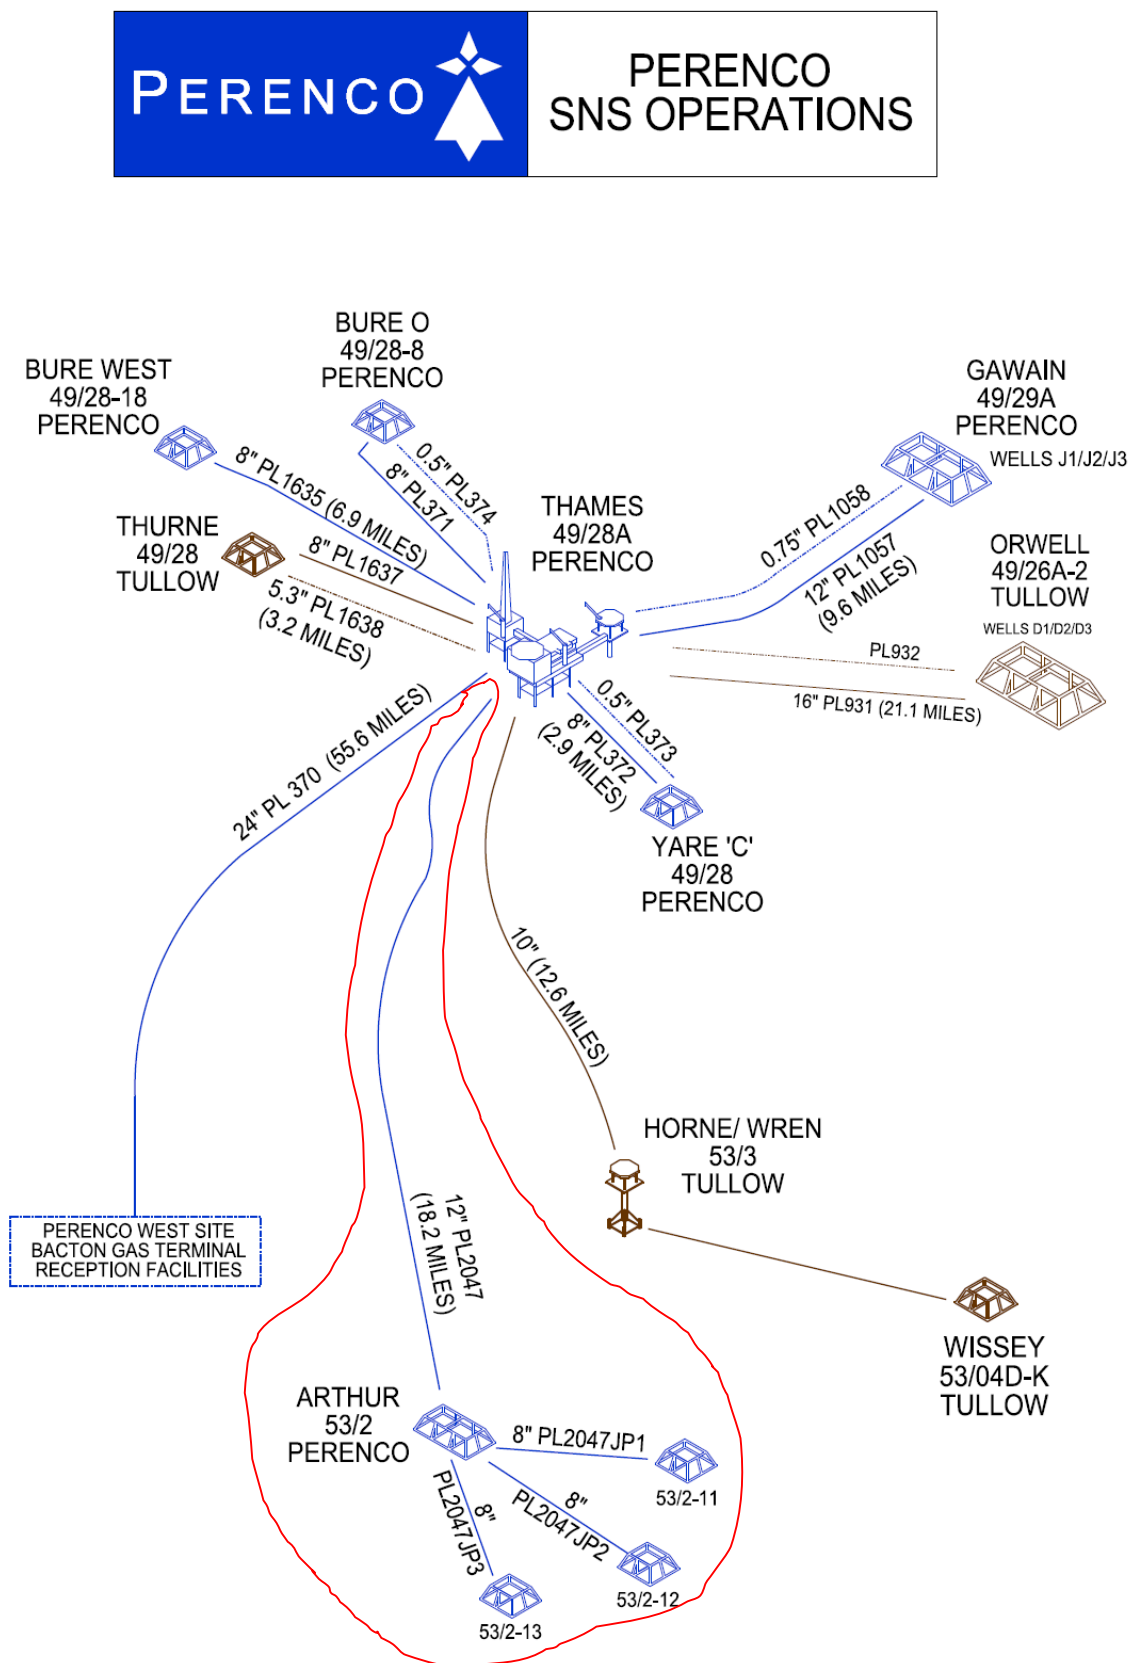 PERENCO
PERENCO
SNS OPERATIONS
BURE O
49/28-8
PERENCO
BURE WEST
49/28-18
PERENCO
GAWAIN
49/29A
PERENCO
WELLS J1/J2/J3
0.5" PL374
8" PL371
8" PL1635 (6.9 MILES)
THAMES
49/28A
PERENCO
0.75" PL1058
12" PL1057
(9.6 MILES)
THURNE
49/28
TULLOW
8" PL1637
5.3" PL1638
(3.2 MILES)
ORWELL
49/26A-2
TULLOW
WELLS D1/D2/D3
PL932
16" PL931 (21.1 MILES)
24" PL 370 (55.6 MILES)
0.5" PL373
8" PL372
(2.9 MILES)
YARE 'C'
49/28
PERENCO
10" (12.6 MILES)
HORNE/ WREN
53/3
TULLOW
12" PL2047
(18.2 MILES)
PERENCO WEST SITE
BACTON GAS TERMINAL
RECEPTION FACILITIES
WISSEY
53/04D-K
TULLOW
ARTHUR
53/2
PERENCO
8" PL2047JP1
53/2-11
8"
PL2047JP2
53/2-12
8"
PL2047JP3
53/2-13